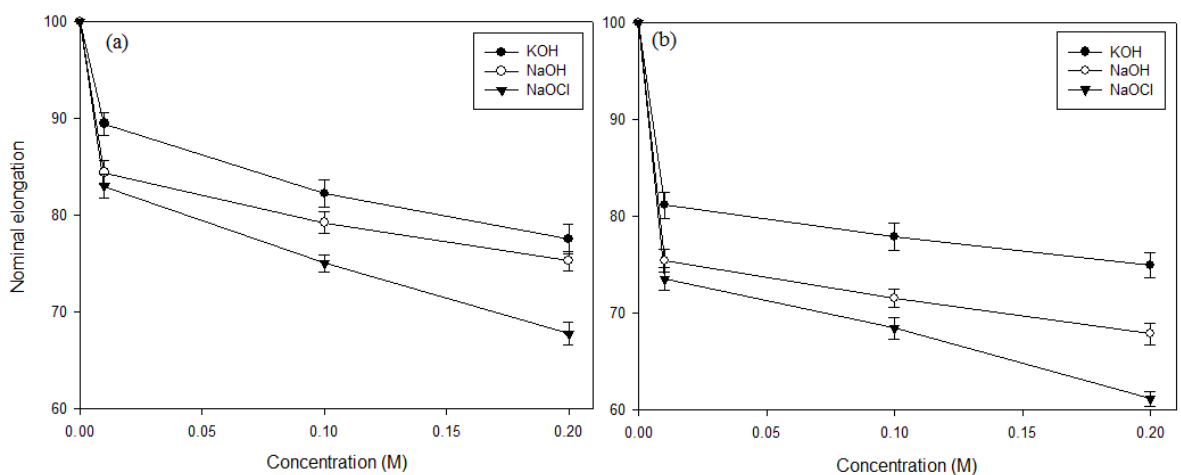 (a)
KOH
NaOH
NaOCl
100
90
80
70
60
Nominal elongation
0.00 0.05 0.10 0.15 0.20
Concentration (M)
(b)
KOH
NaOH
NaOCl
100
90
80
70
60
0.00 0.05 0.10 0.15 0.20
Concentration (M)